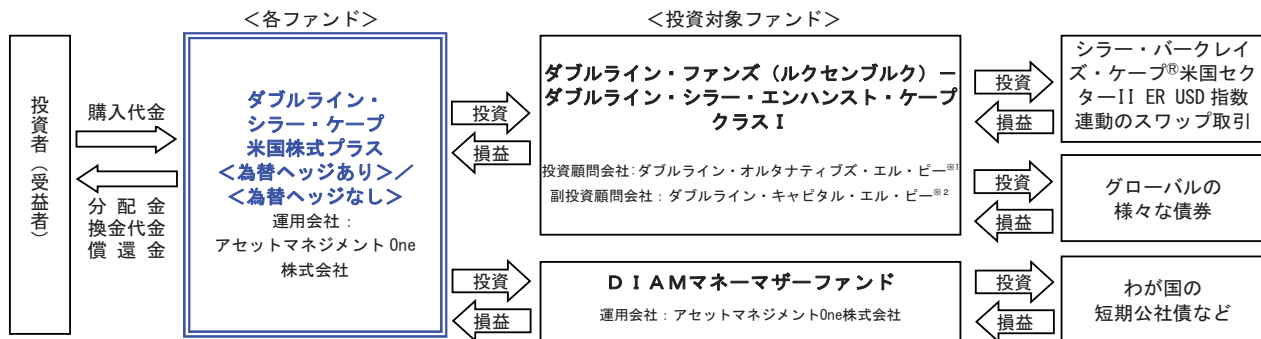 ＜各ファンド＞
＜投資対象ファンド＞
投資者（受益者）
購入代金
分配金
換金代金
償還金
ダブルライン・
シラー・ケープ
米国株式プラス
＜為替ヘッジあり＞／
＜為替ヘッジなし＞
運用会社：
アセットマネジメント One
株式会社
投資
損益
ダブルライン・ファンズ（ルクセンブルク）－
ダブルライン・シラー・エンハンスト・ケープ
クラス I
投資顧問会社：ダブルライン・オルタナティブズ・エル・ピー※1
副投資顧問会社：ダブルライン・キャピタル・エル・ピー※2
投資
損益
シラー・バークレイ
ズ・ケープ®米国セク
ターII ER USD 指数
連動のスワップ取引
投資
損益
グローバルの
様々な債券
投資
損益
ＤＩＡＭマネーマザーファンド
運用会社：アセットマネジメントOne株式会社
投資
損益
わが国の
短期公社債など